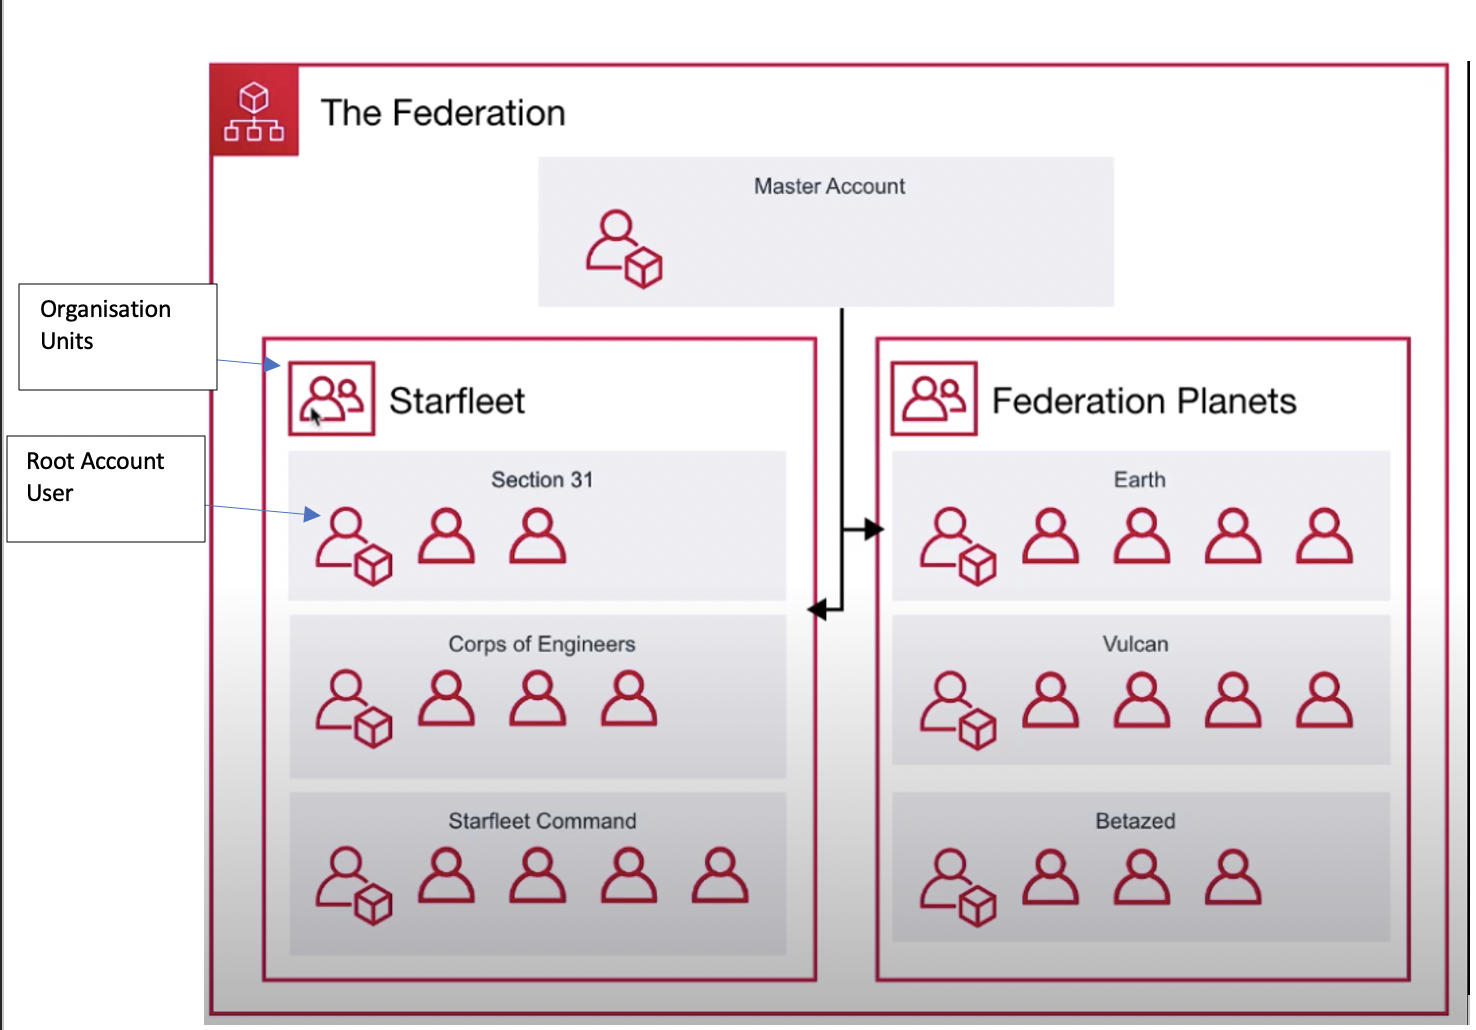 The Federation
Master Account
Organisation
Units
Starfleet
Federation Planets
Root Account
User
Section 31
Earth
Corps of Engineers
Vulcan
Starfleet Command
Betazed